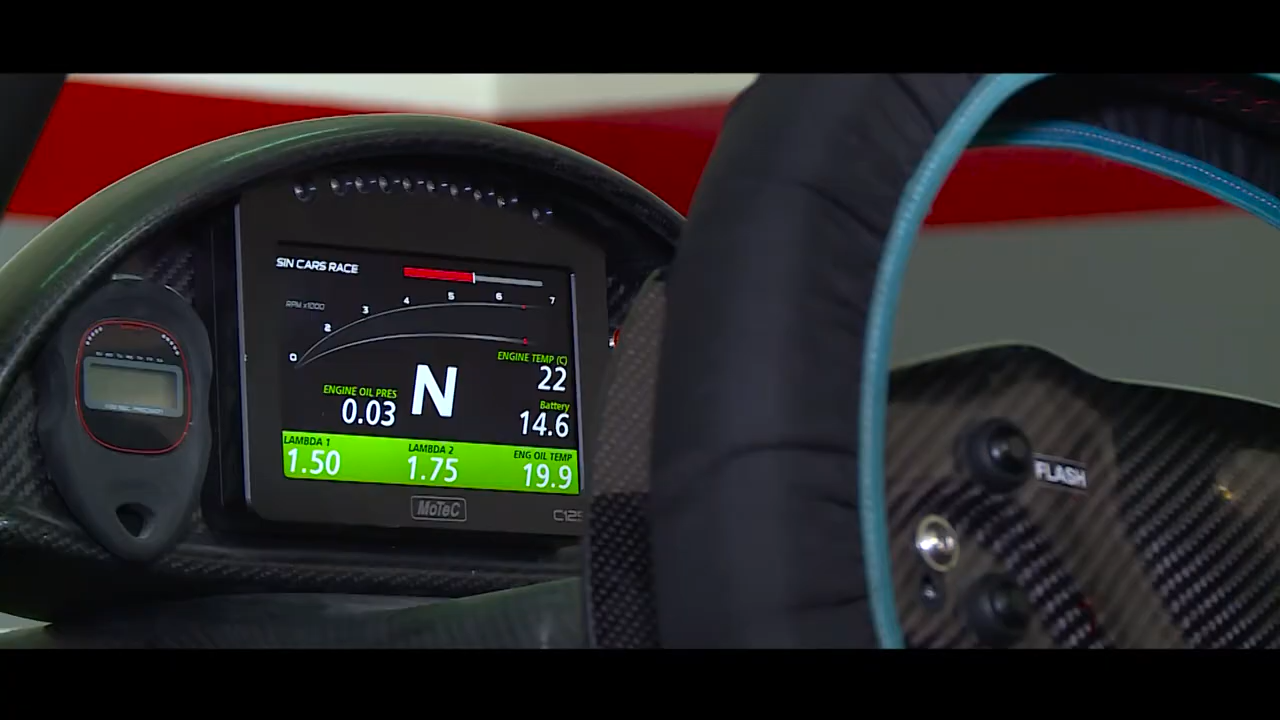 SIN CARS RACE
RPM x1000
0 2 3 4 5 6 7
ENGINE TEMP (C)
22
ENGINE OIL PRES
0.03
N
Battery
14.6
LAMBDA 1
1.50
LAMBDA 2
1.75
ENG OIL TEMP
19.9
MoTeC
FLASH